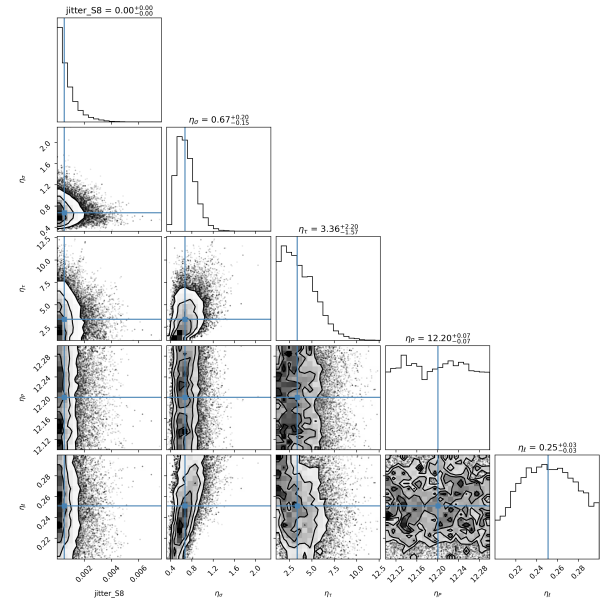 jitter_S8 = 0.00^{+0.00}_{-0.00}
η_σ = 0.67^{+0.20}_{-0.15}
η_τ = 3.36^{+2.20}_{-1.57}
η_P = 12.20^{+0.07}_{-0.07}
η_ℓ = 0.25^{+0.03}_{-0.03}
η_σ
2.0
1.6
1.2
0.8
0.4
η_τ
12.5
10.0
7.5
5.0
2.5
η_P
12.28
12.24
12.20
12.16
12.12
η_ℓ
0.28
0.26
0.24
0.22
0.002 0.004 0.006
0.4 0.8 1.2 1.6 2.0
2.5 5.0 7.5 10.0 12.5
12.12 12.16 12.20 12.24 12.28
0.22 0.24 0.26 0.28
jitter_S8 η_σ η_τ η_P η_ℓ